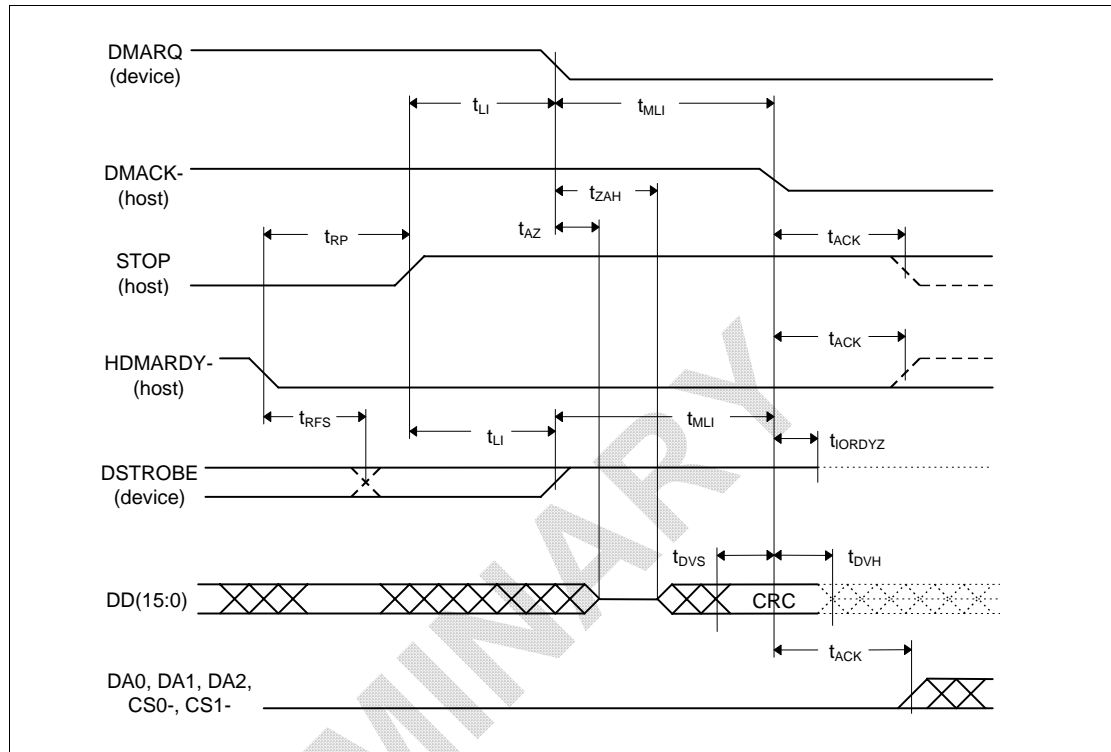 DMARQ
(device)
tLI
tMLI
DMACK-
(host)
tZAH
tAZ
tRP
tACK
STOP
(host)
tACK
HDMARDY-
(host)
tRFS
tLI
tMLI
tIORDYZ
DSTROBE
(device)
tDVS
tDVH
DD(15:0)
CRC
tACK
DA0, DA1, DA2,
CS0-, CS1-
MINARY